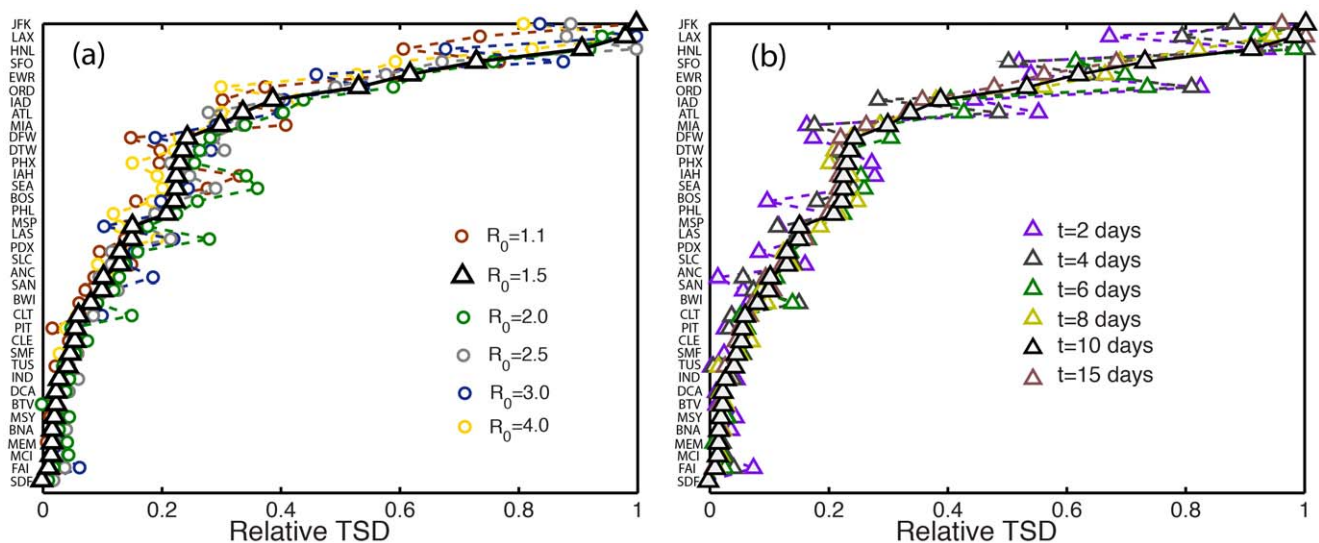 (a)
JFK
LAX
HNL
SFO
EWR
ORD
IAD
ATL
MIA
DFW
DTW
PHX
IAH
SEA
BOS
PHL
MSP
LAS
PDX
SLC
ANC
SAN
BWI
CLT
PIT
CLE
SMF
TUS
IND
DCA
BTV
MSY
BNA
MEM
MCI
FAI
SDF
R0=1.1
R0=1.5
R0=2.0
R0=2.5
R0=3.0
R0=4.0
0 0.2 0.4 0.6 0.8 1
Relative TSD
(b)
JFK
LAX
HNL
SFO
EWR
ORD
IAD
ATL
MIA
DFW
DTW
PHX
IAH
SEA
BOS
PHL
MSP
LAS
PDX
SLC
ANC
SAN
BWI
CLT
PIT
CLE
SMF
TUS
IND
DCA
BTV
MSY
BNA
MEM
MCI
FAI
SDF
t=2 days
t=4 days
t=6 days
t=8 days
t=10 days
t=15 days
0 0.2 0.4 0.6 0.8 1
Relative TSD